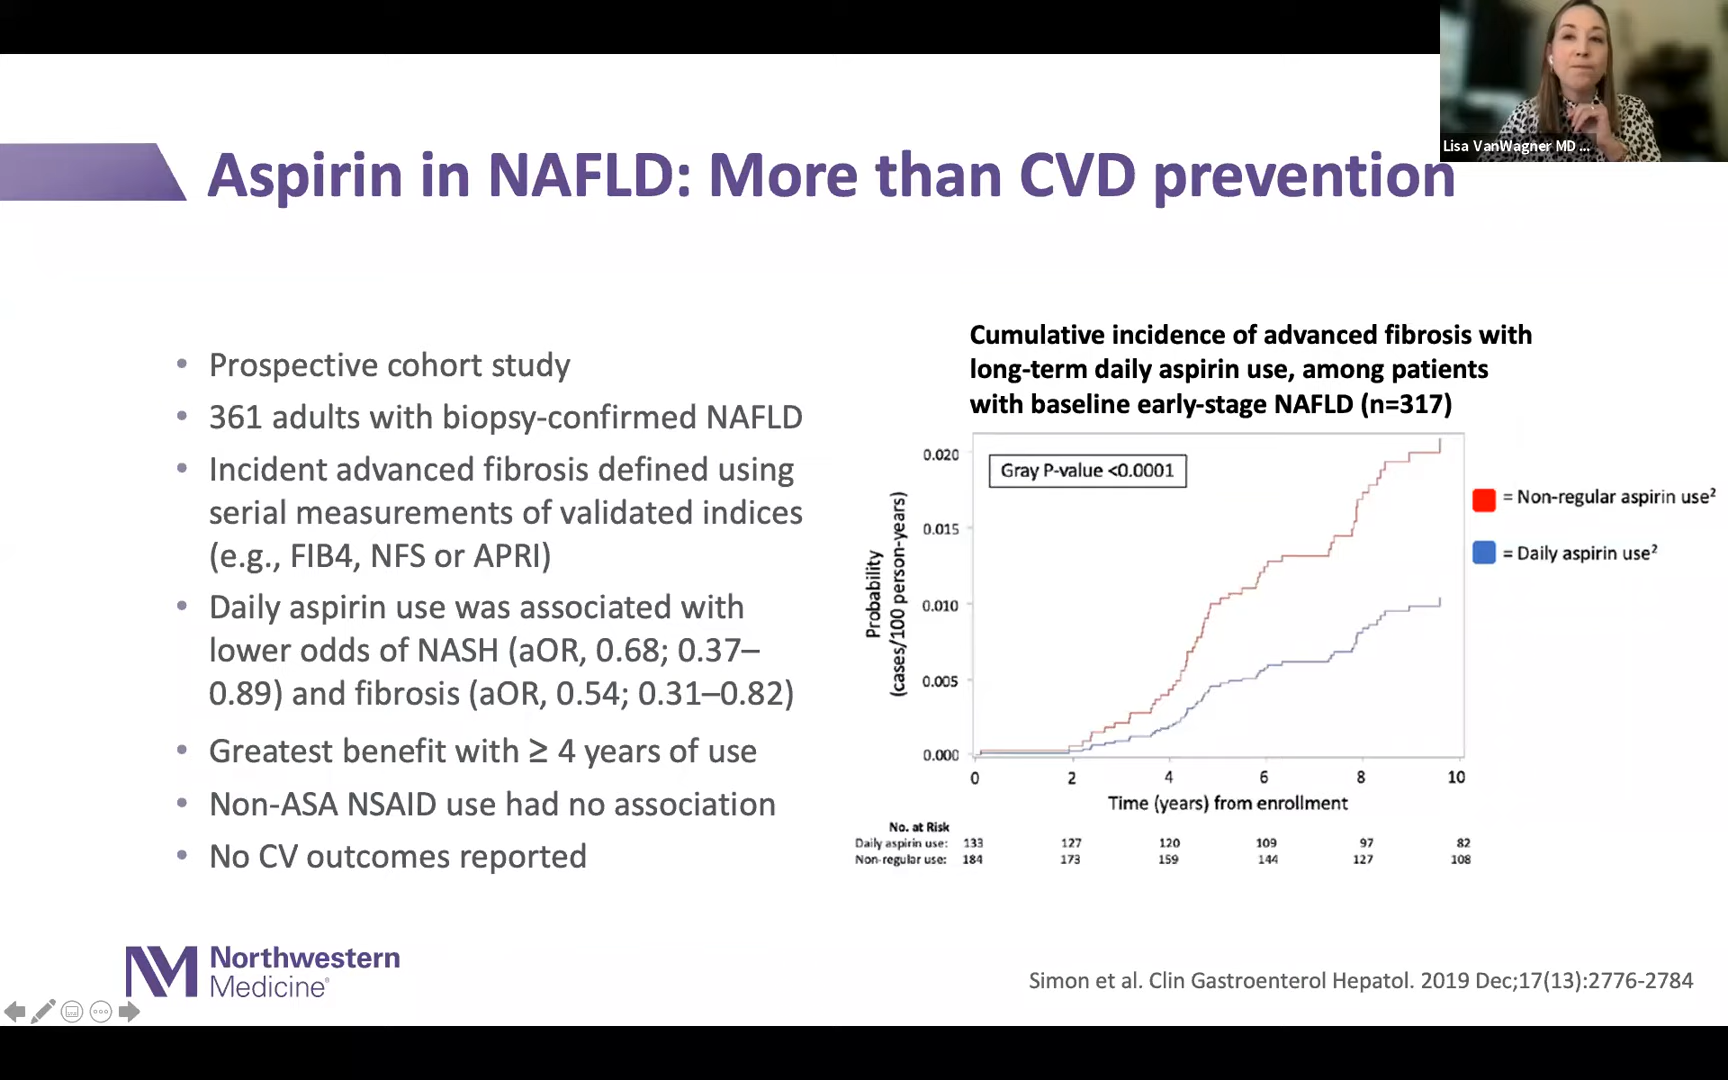 Lisa VanWagner MD ...
Aspirin in NAFLD: More than CVD prevention
• Prospective cohort study
• 361 adults with biopsy-confirmed NAFLD
• Incident advanced fibrosis defined using
serial measurements of validated indices
(e.g., FIB4, NFS or APRI)
• Daily aspirin use was associated with
lower odds of NASH (aOR, 0.68; 0.37–
0.89) and fibrosis (aOR, 0.54; 0.31–0.82)
• Greatest benefit with ≥ 4 years of use
• Non-ASA NSAID use had no association
• No CV outcomes reported
Cumulative incidence of advanced fibrosis with
long-term daily aspirin use, among patients
with baseline early-stage NAFLD (n=317)
Gray P-value <0.0001
Probability
(cases/100 person-years)
0.020
0.015
0.010
0.005
0.000
0 2 4 6 8 10
Time (years) from enrollment
= Non-regular aspirin use²
= Daily aspirin use²
No. at Risk
Daily aspirin use: 133 127 120 109 97 82
Non-regular use: 184 173 159 144 127 108
NM Northwestern
Medicine®
Simon et al. Clin Gastroenterol Hepatol. 2019 Dec;17(13):2776-2784